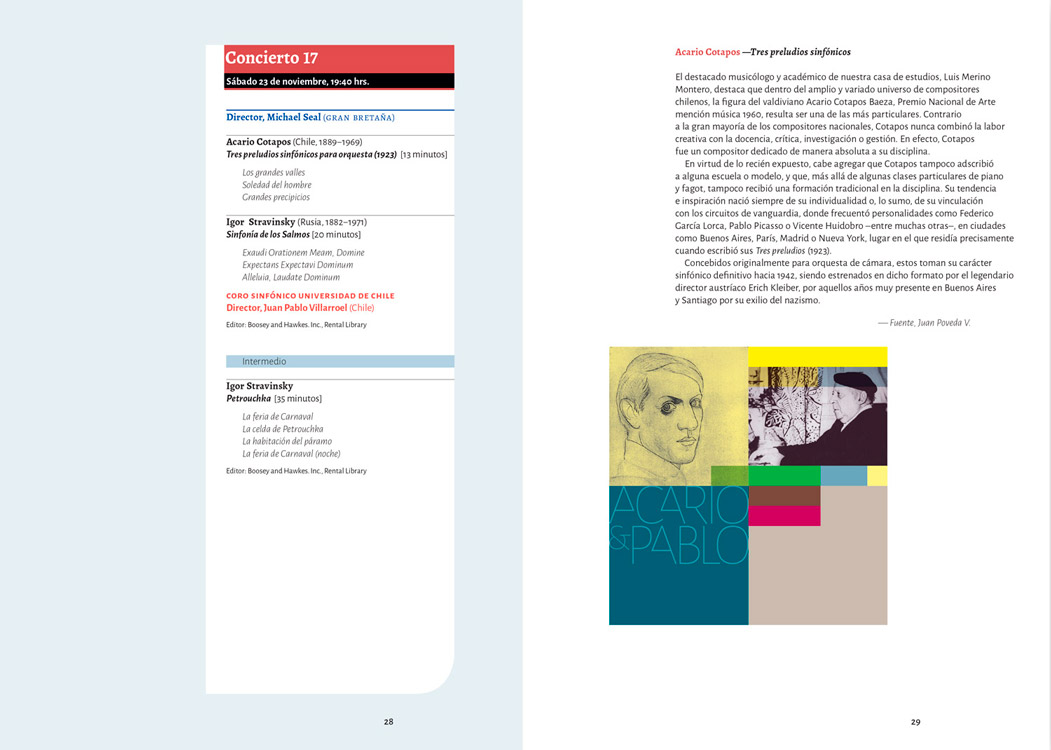 Concierto 17
Sábado 23 de noviembre, 19:40 hrs.
Director, Michael Seal (GRAN BRETAÑA)
Acario Cotapos (Chile, 1889–1969)
Tres preludios sinfónicos para orquesta (1923) [13 minutos]
Los grandes valles
Soledad del hombre
Grandes precipicios
Igor Stravinsky (Rusia, 1882–1971)
Sinfonía de los Salmos [20 minutos]
Exaudi Orationem Meam, Domine
Expectans Expectavi Dominum
Alleluia, Laudate Dominum
CORO SINFÓNICO UNIVERSIDAD DE CHILE
Director, Juan Pablo Villarroel (Chile)
Editor: Boosey and Hawkes. Inc., Rental Library
Intermedio
Igor Stravinsky
Petrouchka [35 minutos]
La feria de Carnaval
La celda de Petrouchka
La habitación del páramo
La feria de Carnaval (noche)
Editor: Boosey and Hawkes. Inc., Rental Library
28
Acario Cotapos —Tres preludios sinfónicos
El destacado musicólogo y académico de nuestra casa de estudios, Luis Merino
Montero, destaca que dentro del amplio y variado universo de compositores
chilenos, la figura del valdiviano Acario Cotapos Baeza, Premio Nacional de Arte
mención música 1960, resulta ser una de las más particulares. Contrario
a la gran mayoría de los compositores nacionales, Cotapos nunca combinó la labor
creativa con la docencia, crítica, investigación o gestión. En efecto, Cotapos
fue un compositor dedicado de manera absoluta a su disciplina.
En virtud de lo recién expuesto, cabe agregar que Cotapos tampoco adscribió
a alguna escuela o modelo, y que, más allá de algunas clases particulares de piano
y fagot, tampoco recibió una formación tradicional en la disciplina. Su tendencia
e inspiración nació siempre de su individualidad o, lo sumo, de su vinculación
con los circuitos de vanguardia, donde frecuentó personalidades como Federico
García Lorca, Pablo Picasso o Vicente Huidobro –entre muchas otras–, en ciudades
como Buenos Aires, París, Madrid o Nueva York, lugar en el que residía precisamente
cuando escribió sus Tres preludios (1923).
Concebidos originalmente para orquesta de cámara, estos toman su carácter
sinfónico definitivo hacia 1942, siendo estrenados en dicho formato por el legendario
director austríaco Erich Kleiber, por aquellos años muy presente en Buenos Aires
y Santiago por su exilio del nazismo.
— Fuente, Juan Poveda V.
ACARIO
&PABLO
29